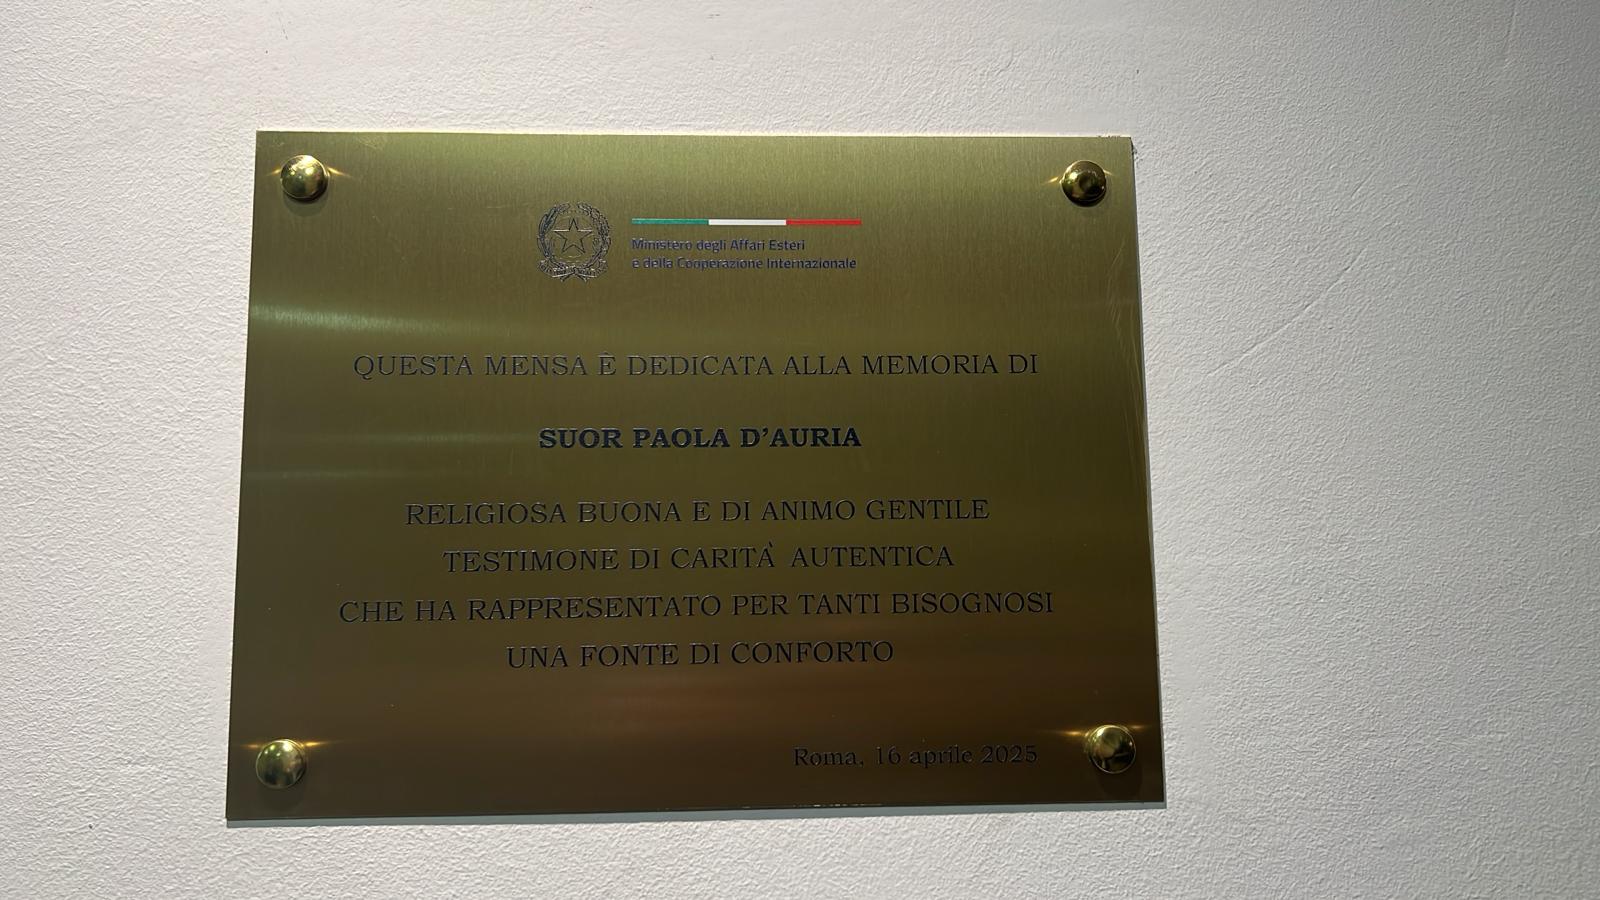 Ministero degli Affari Esteri
e della Cooperazione Internazionale
QUESTA MENSA È DEDICATA ALLA MEMORIA DI
SUOR PAOLA D'AURIA
RELIGIOSA BUONA E DI ANIMO GENTILE
TESTIMONE DI CARITÀ AUTENTICA
CHE HA RAPPRESENTATO PER TANTI BISOGNOSI
UNA FONTE DI CONFORTO
Roma, 16 aprile 2025